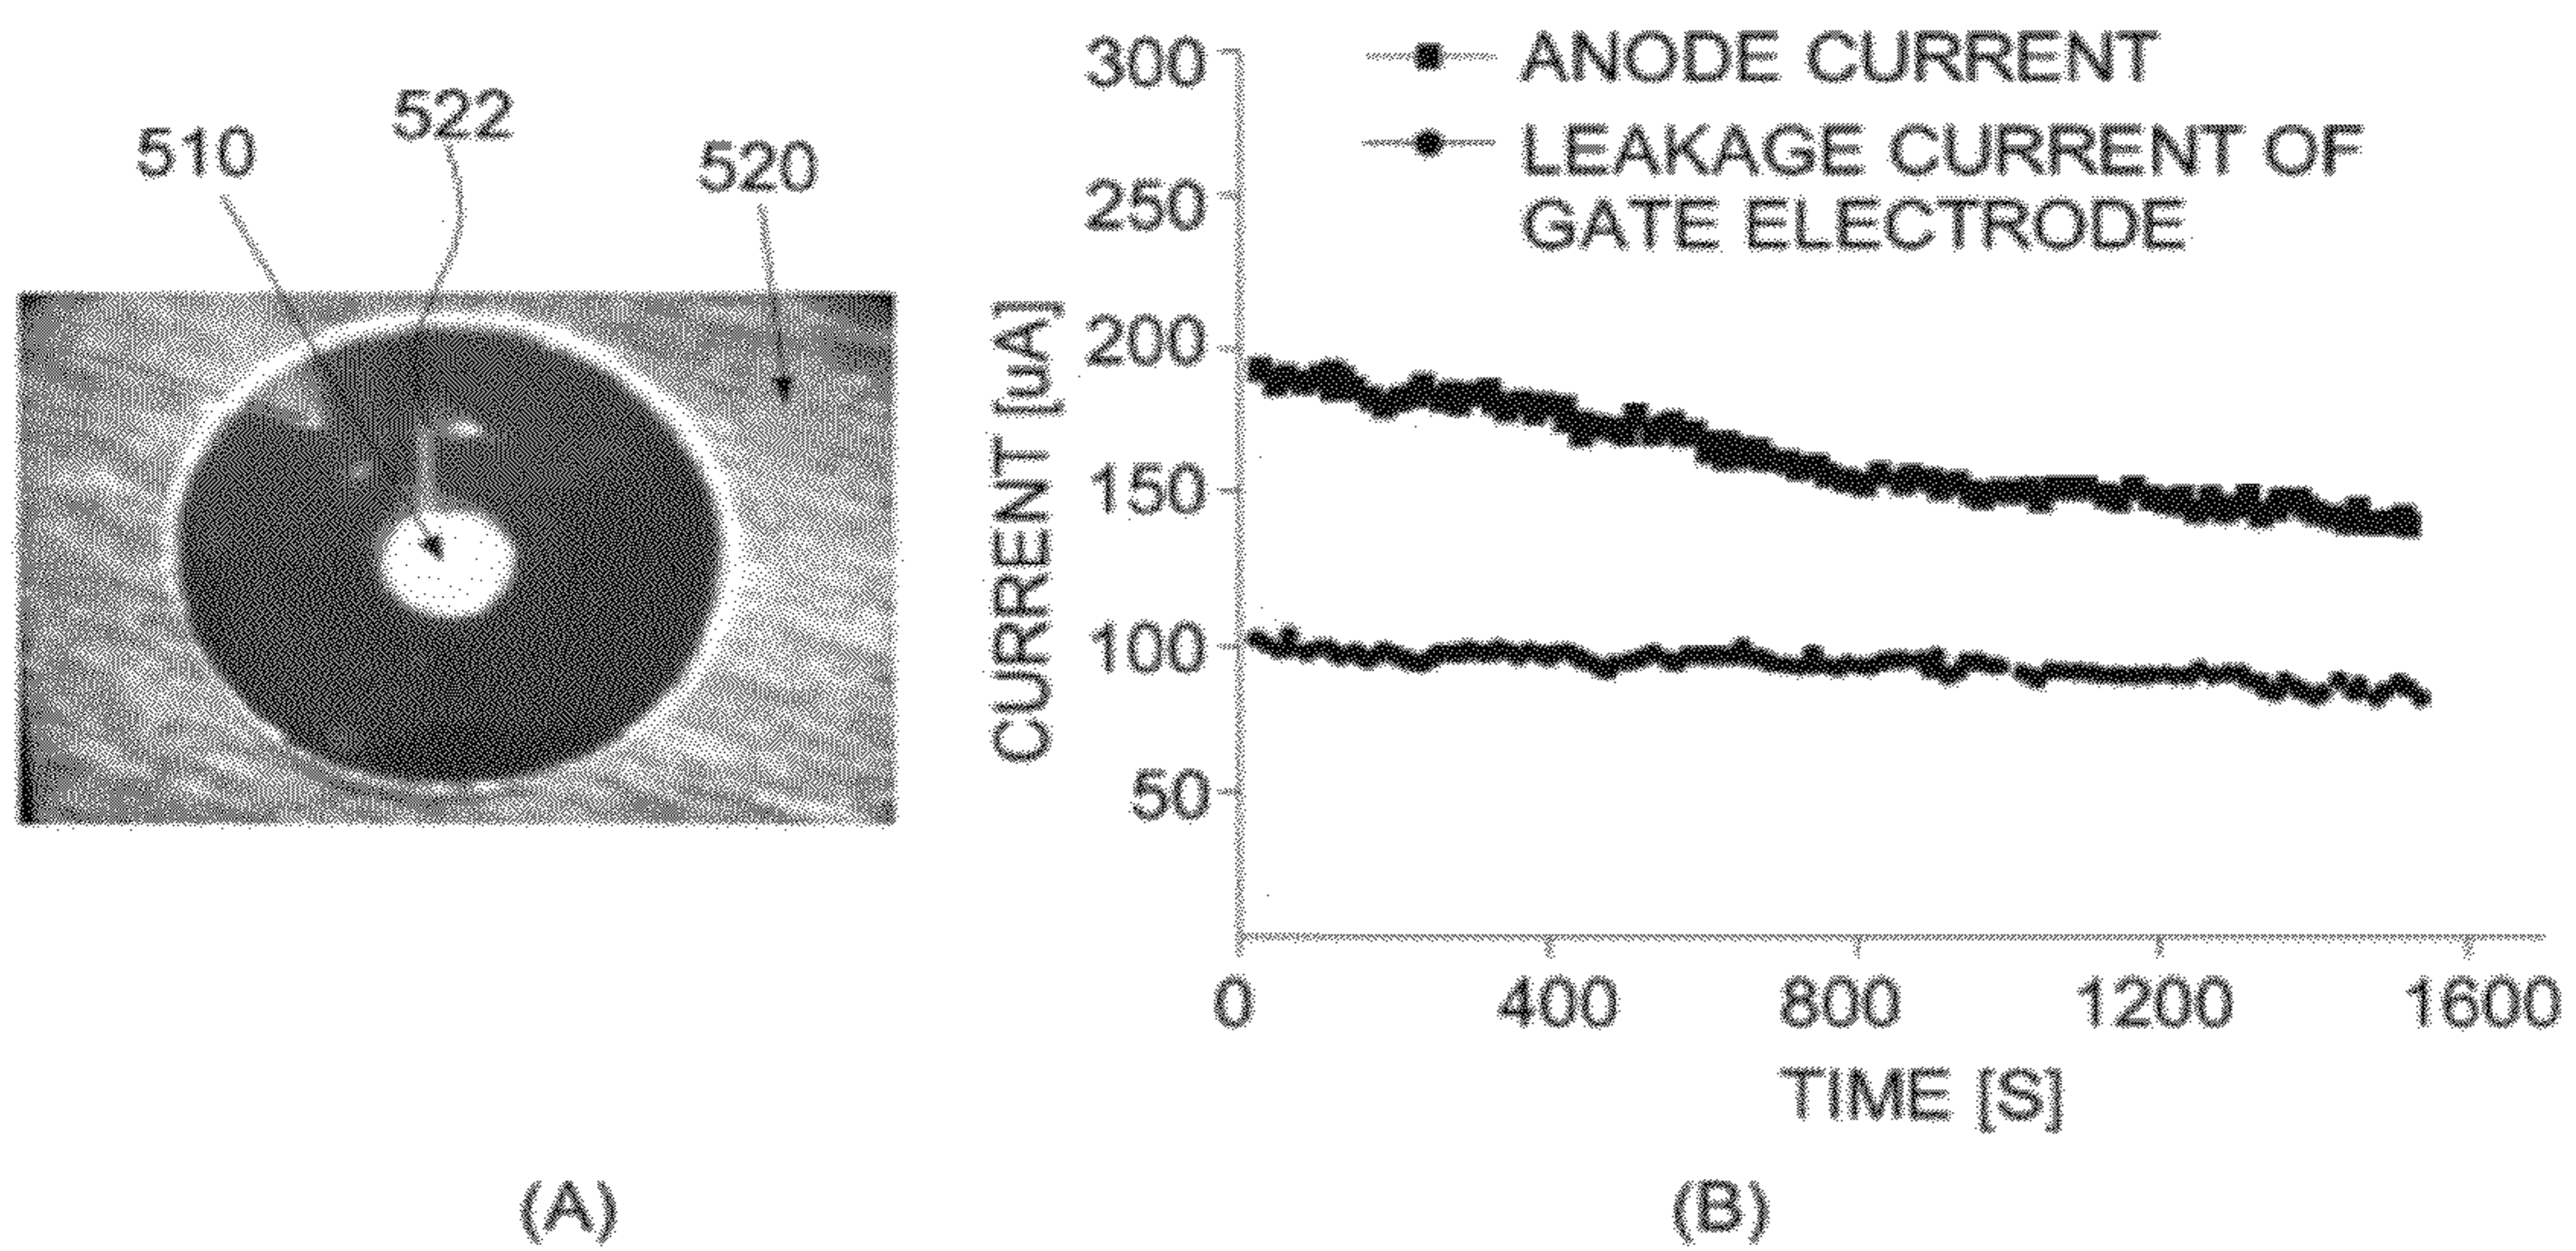 510
522
520
(A)
300
250
200
150
100
50
CURRENT [uA]
ANODE CURRENT
LEAKAGE CURRENT OF
GATE ELECTRODE
0 400 800 1200 1600
TIME [S]
(B)